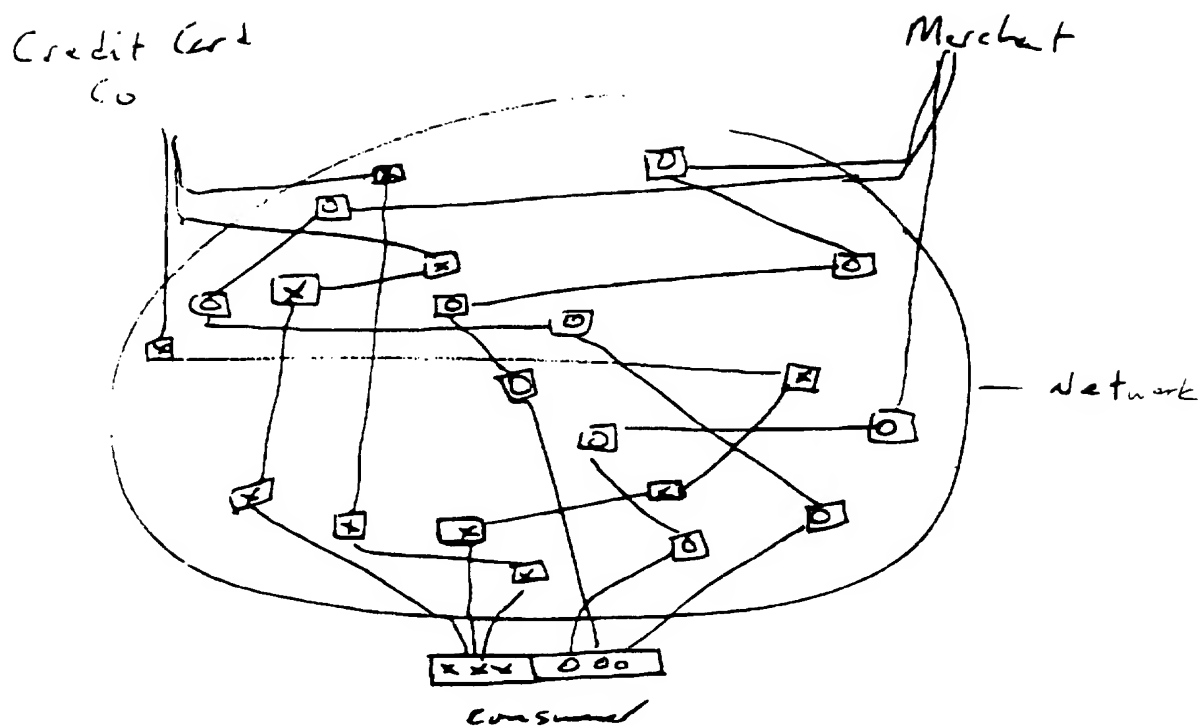 Credit Card
Co
Merchant
Network
x x x o o o
Consumer